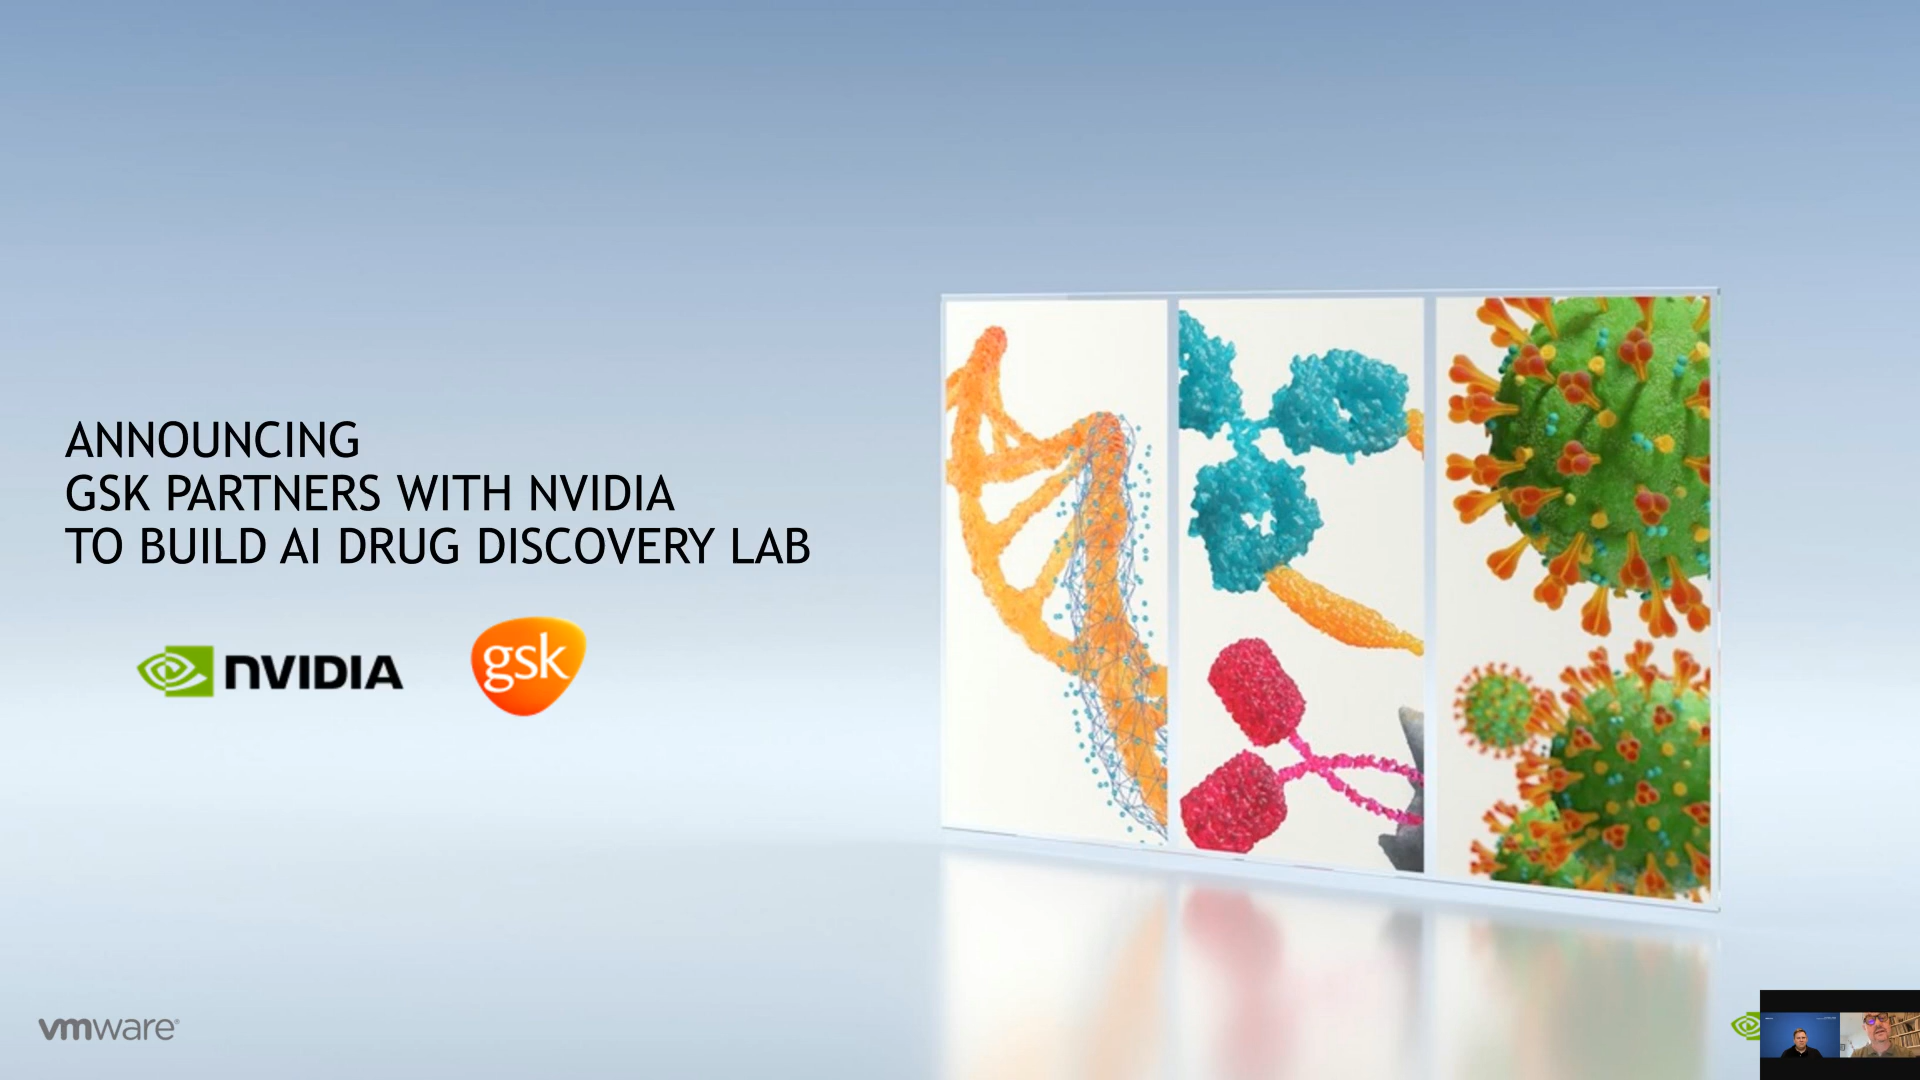 ANNOUNCING
GSK PARTNERS WITH NVIDIA
TO BUILD AI DRUG DISCOVERY LAB
NVIDIA
gsk
vmware